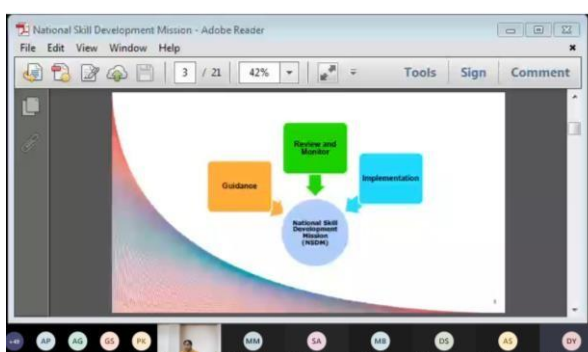 National Skill Development Mission - Adobe Reader
File Edit View Window Help
3 / 21 42% Tools Sign Comment
Review and
Monitor
Guidance
Implementation
National Skill
Development
Mission
(NSDM)
+49 AP AG GS PK MM SA MB DS AS DY